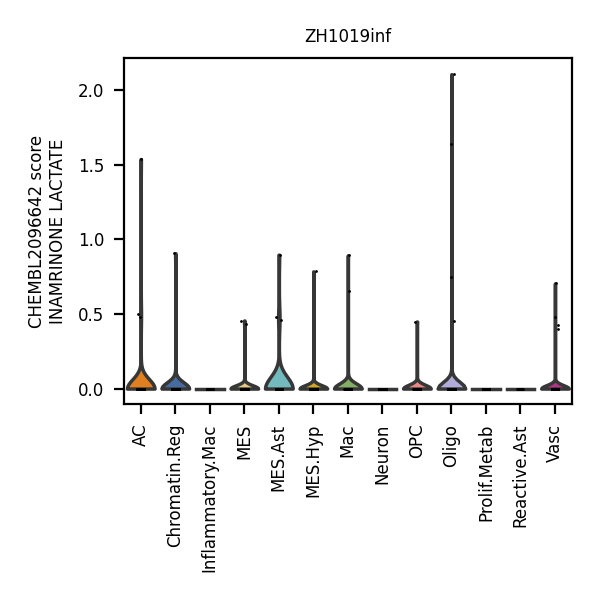 ZH1019inf
CHEMBL2096642 score
INAMRINONE LACTATE
2.0
1.5
1.0
0.5
0.0
AC
Chromatin.Reg
Inflammatory.Mac
MES
MES.Ast
MES.Hyp
Mac
Neuron
OPC
Oligo
Prolif.Metab
Reactive.Ast
Vasc